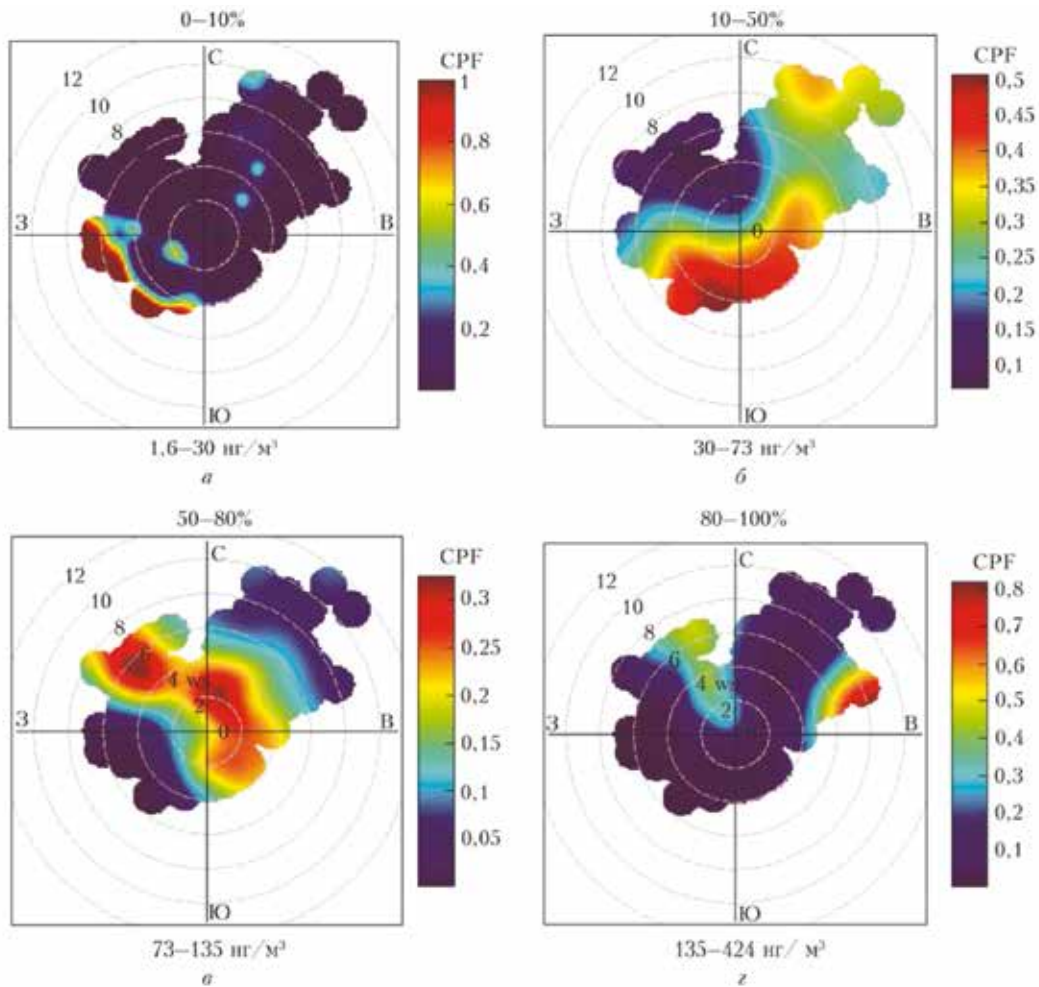 0–10%
CPF
С
12
10
8
З
В
Ю
1
0,8
0,6
0,4
0,2
1,6–30 нг/м³
а
10–50%
CPF
С
12
10
8
З
В
0
Ю
0,5
0,45
0,4
0,35
0,3
0,25
0,2
0,15
0,1
30–73 нг/м³
б
50–80%
CPF
С
12
10
8
6
4 w
2
0
З
В
Ю
0,3
0,25
0,2
0,15
0,1
0,05
73–135 нг/м³
в
80–100%
CPF
С
12
10
8
6
4 w
2
З
В
Ю
0,8
0,7
0,6
0,5
0,4
0,3
0,2
0,1
135–424 нг/м³
г